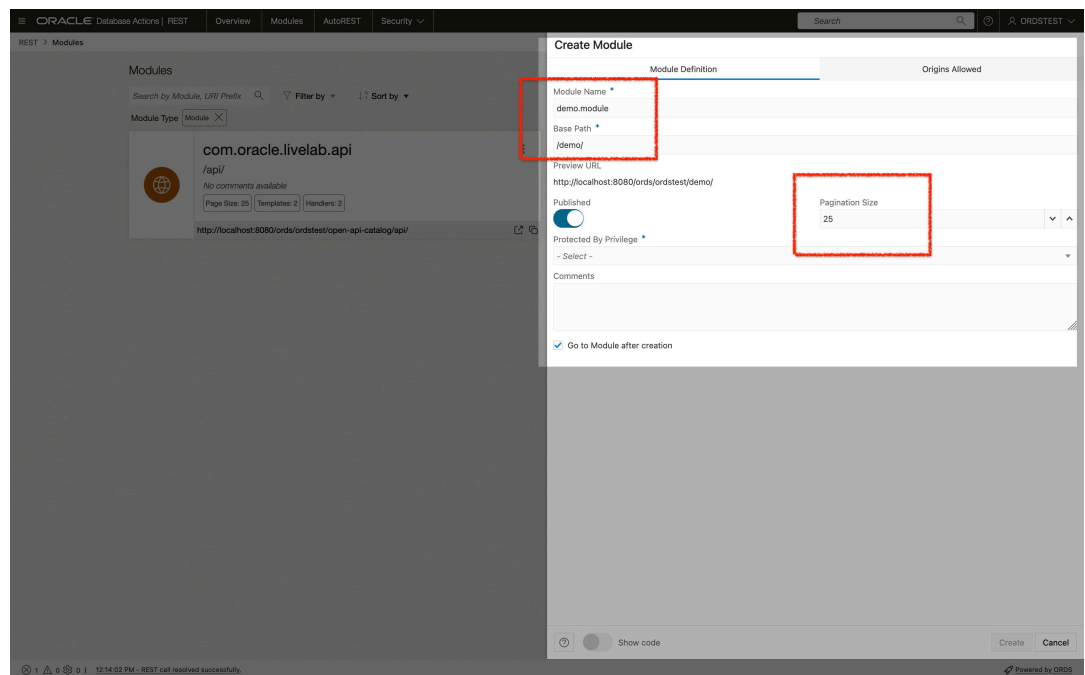 ORACLE Database Actions | REST Overview Modules AutoREST Security Search ORDSTEST
REST > Modules
Modules
Search by Module, URI Prefix Filter by Sort by
Module Type Module
com.oracle.livelab.api
/api/
No comments available
Page Size: 25 Templates: 2 Handlers: 2
http://localhost:8080/ords/ordstest/open-api-catalog/api/
Create Module
Module Definition Origins Allowed
Module Name *
demo.module
Base Path *
/demo/
Preview URL
http://localhost:8080/ords/ordstest/demo/
Published Pagination Size
25
Protected By Privilege *
- Select -
Comments
Go to Module after creation
Show code Create Cancel
1 0 0 | 12:14:02 PM - REST call resolved successfully. Powered by ORDS